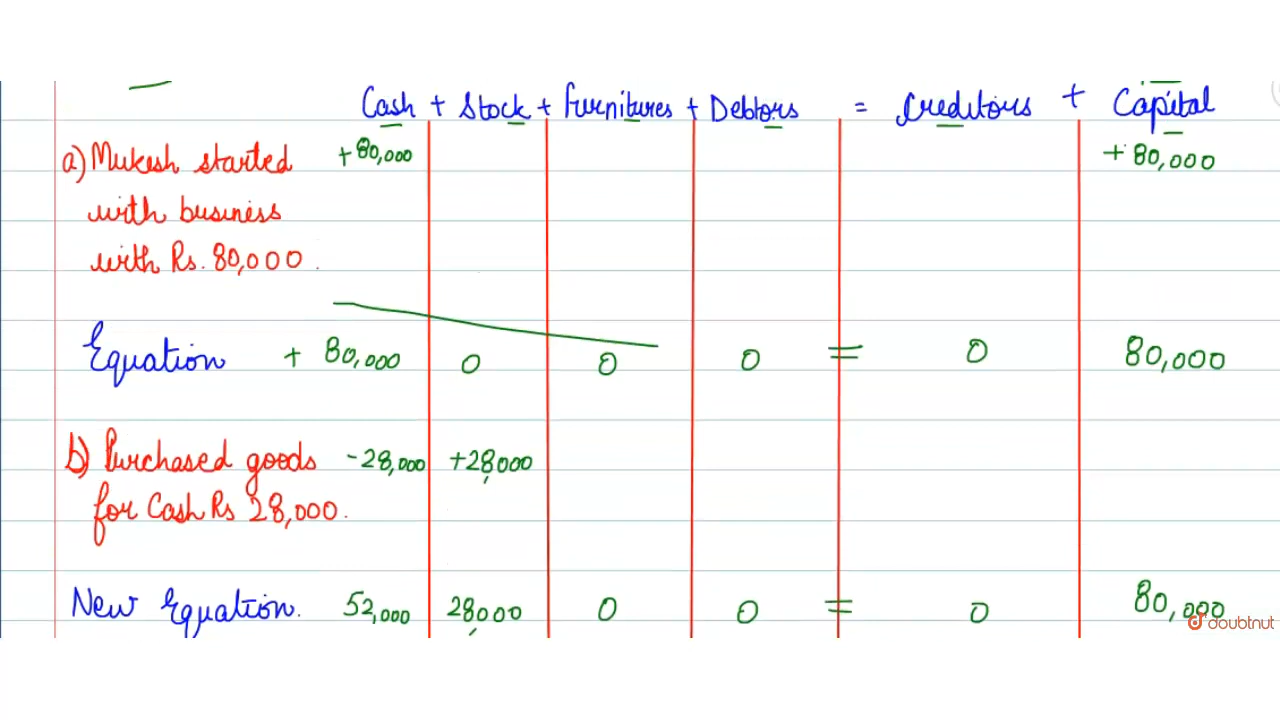 Cash + Stock + Furnitures + Debtors = Creditors + Capital
a) Mukesh started +80,000 +80,000
with business
with Rs. 80,000.
Equation + 80,000 0 0 0 = 0 80,000
b) Purchased goods -28,000 +28,000
for Cash Rs 28,000.
New Equation. 52,000 28,000 0 0 = 0 80,000
doubtnut